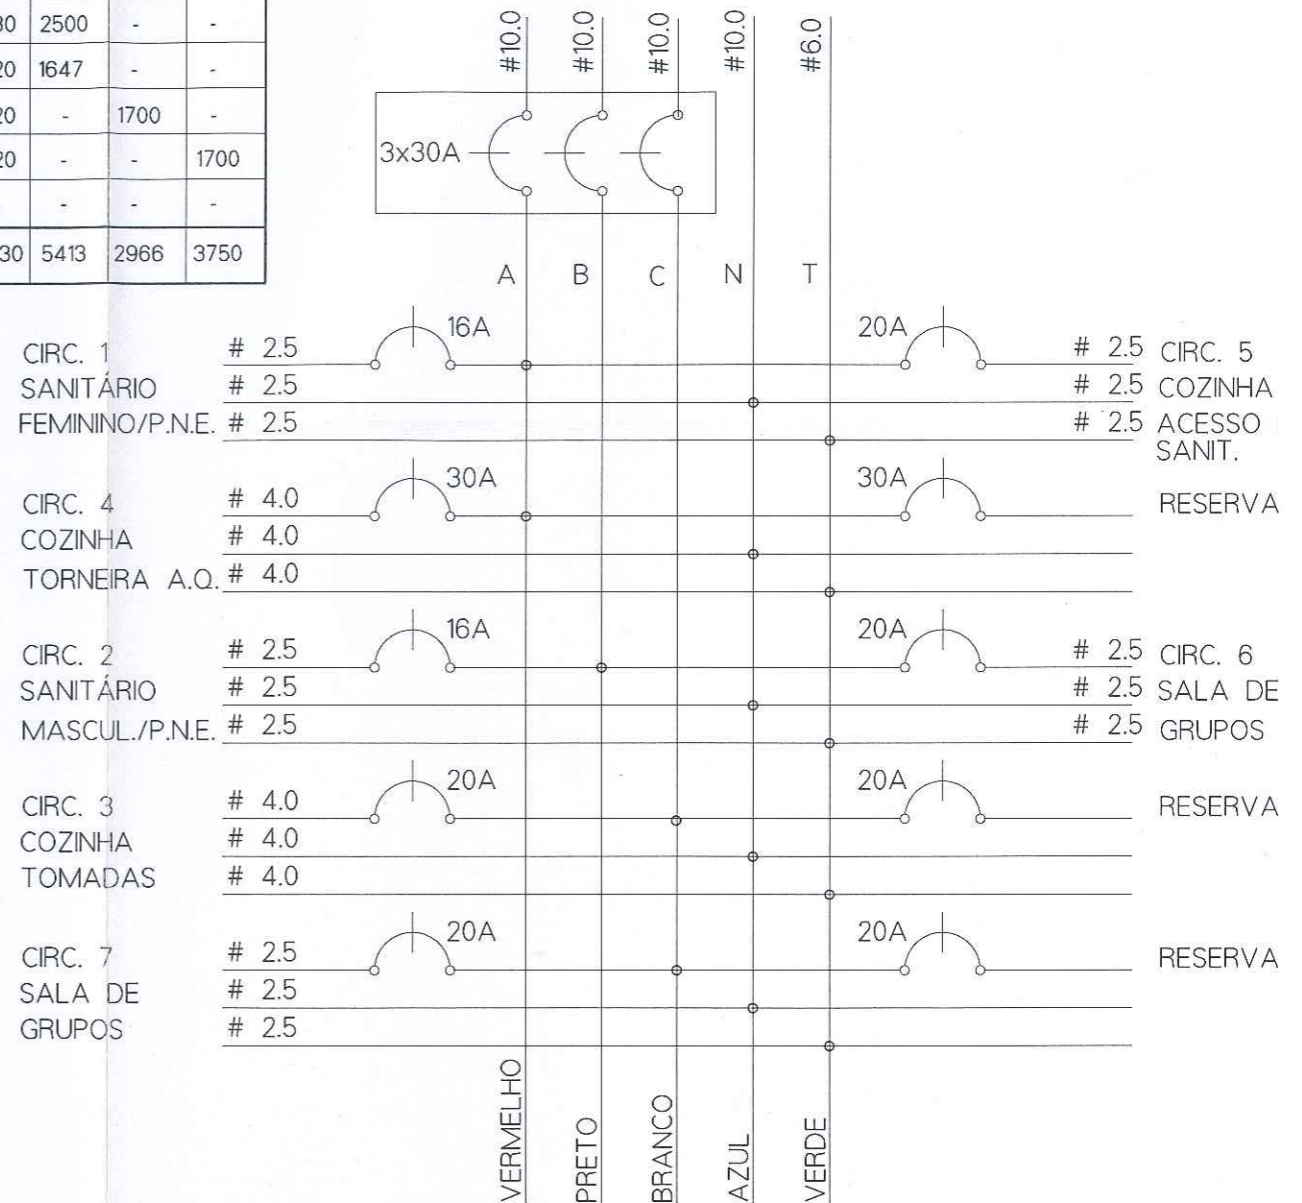 30 2500 - -
20 1647 - -
20 - 1700 -
20 - - 1700
- - - -
30 5413 2966 3750
#10.0 #10.0 #10.0 #10.0 #6.0
3x30A
A B C N T
CIRC. 1 # 2.5 16A 20A # 2.5 CIRC. 5
SANITÁRIO # 2.5 # 2.5 COZINHA
FEMININO/P.N.E. # 2.5 # 2.5 ACESSO
SANIT.
CIRC. 4 # 4.0 30A 30A RESERVA
COZINHA # 4.0
TORNEIRA A.Q. # 4.0
CIRC. 2 # 2.5 16A 20A # 2.5 CIRC. 6
SANITÁRIO # 2.5 # 2.5 SALA DE
MASCUL./P.N.E. # 2.5 # 2.5 GRUPOS
CIRC. 3 # 4.0 20A 20A RESERVA
COZINHA # 4.0
TOMADAS # 4.0
CIRC. 7 # 2.5 20A 20A RESERVA
SALA DE # 2.5
GRUPOS # 2.5
VERMELHO PRETO BRANCO AZUL VERDE